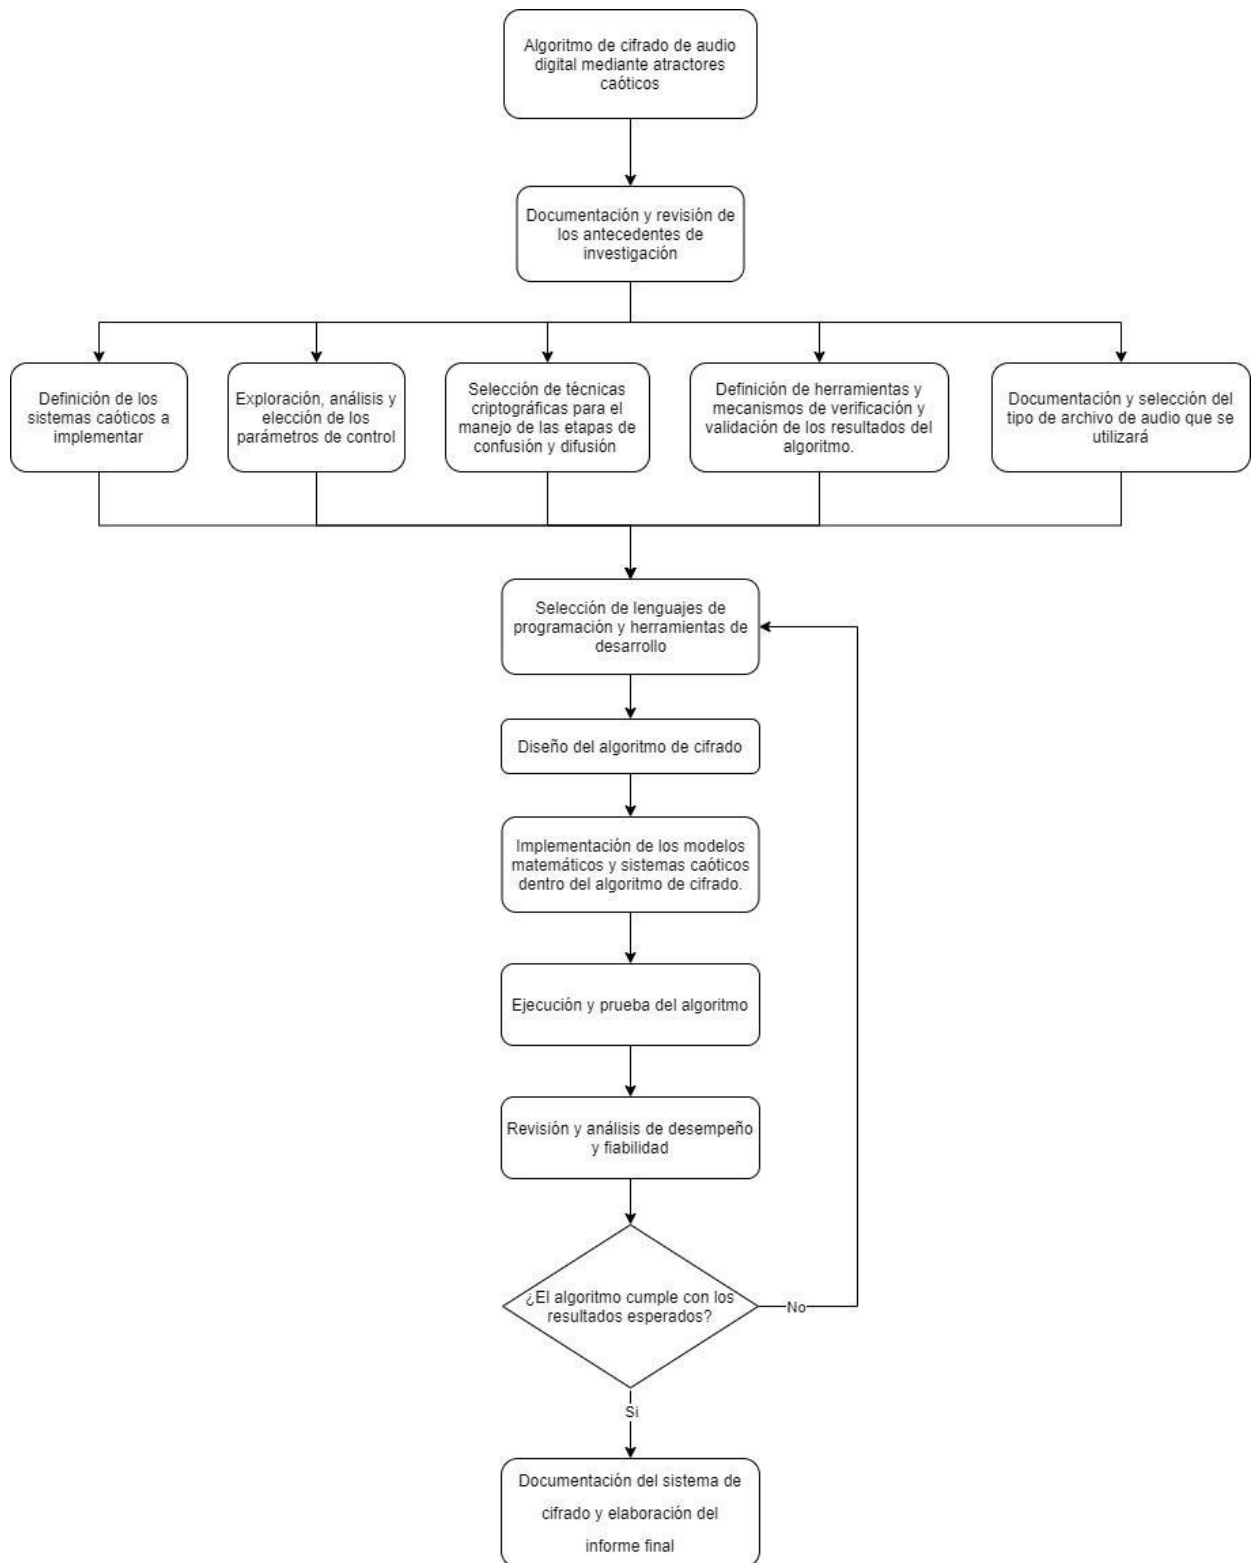 Algoritmo de cifrado de audio
digital mediante atractores
caóticos
Documentación y revisión de
los antecedentes de
investigación
Definición de los
sistemas caóticos a
implementar
Exploración, análisis y
elección de los
parámetros de control
Selección de técnicas
criptográficas para el
manejo de las etapas de
confusión y difusión
Definición de herramientas y
mecanismos de verificación y
validación de los resultados del
algoritmo.
Documentación y selección del
tipo de archivo de audio que se
utilizará
Selección de lenguajes de
programación y herramientas de
desarrollo
Diseño del algoritmo de cifrado
Implementación de los modelos
matemáticos y sistemas caóticos
dentro del algoritmo de cifrado.
Ejecución y prueba del algoritmo
Revisión y análisis de desempeño
y fiabilidad
¿El algoritmo cumple con los
resultados esperados?
No
Si
Documentación del sistema de
cifrado y elaboración del
informe final